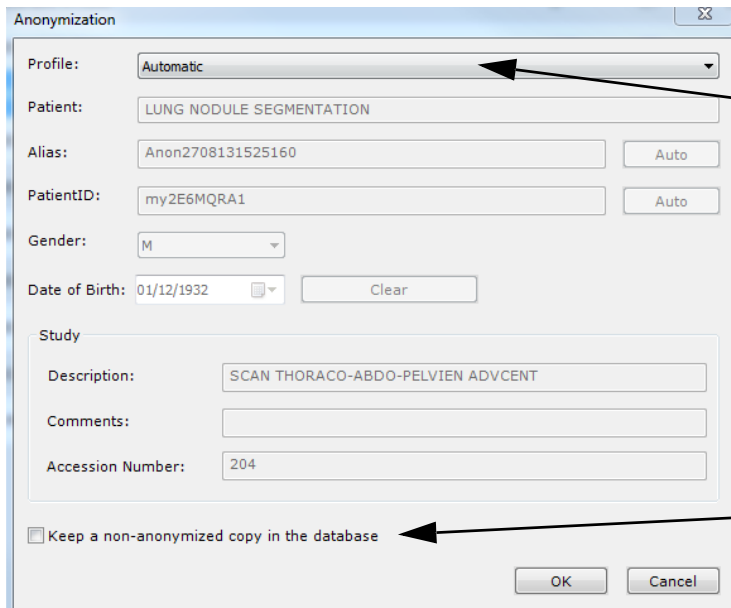 Anonymization
Profile: Automatic
Patient: LUNG NODULE SEGMENTATION
Alias: Anon2708131525160 Auto
PatientID: my2E6MQRA1 Auto
Gender: M
Date of Birth: 01/12/1932 Clear
Study
Description: SCAN THORACO-ABDO-PELVIEN ADVCENT
Comments:
Accession Number: 204
Keep a non-anonymized copy in the database
OK Cancel